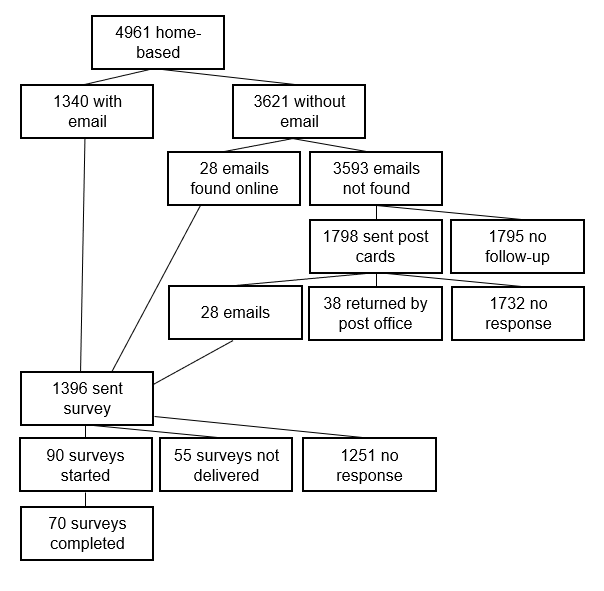 4961 home-
based
1340 with
email
3621 without
email
28 emails
found online
3593 emails
not found
1798 sent post
cards
1795 no
follow-up
28 emails
38 returned by
post office
1732 no
response
1396 sent
survey
90 surveys
started
55 surveys not
delivered
1251 no
response
70 surveys
completed